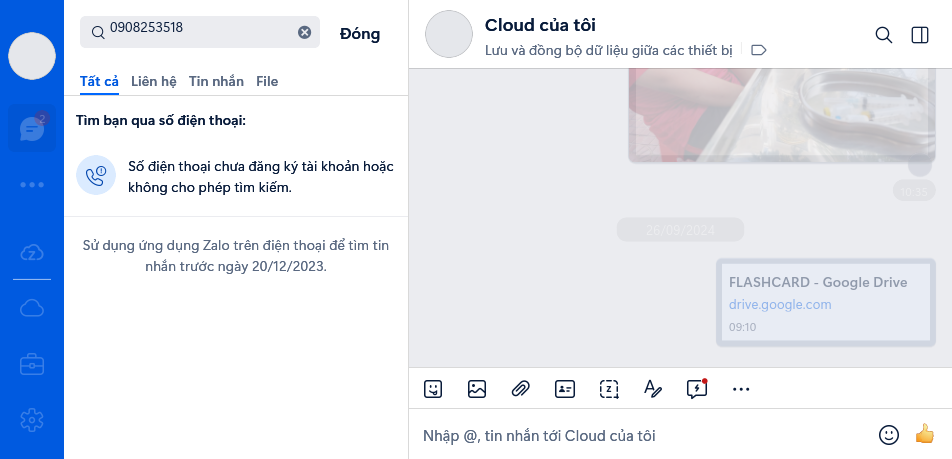 0908253518
Đóng
Tất cả Liên hệ Tin nhắn File
Tìm bạn qua số điện thoại:
Số điện thoại chưa đăng ký tài khoản hoặc
không cho phép tìm kiếm.
Sử dụng ứng dụng Zalo trên điện thoại để tìm tin
nhắn trước ngày 20/12/2023.
2
Cloud của tôi
Lưu và đồng bộ dữ liệu giữa các thiết bị
10:35
26/09/2024
FLASHCARD - Google Drive
drive.google.com
09:10
Nhập @, tin nhắn tới Cloud của tôi